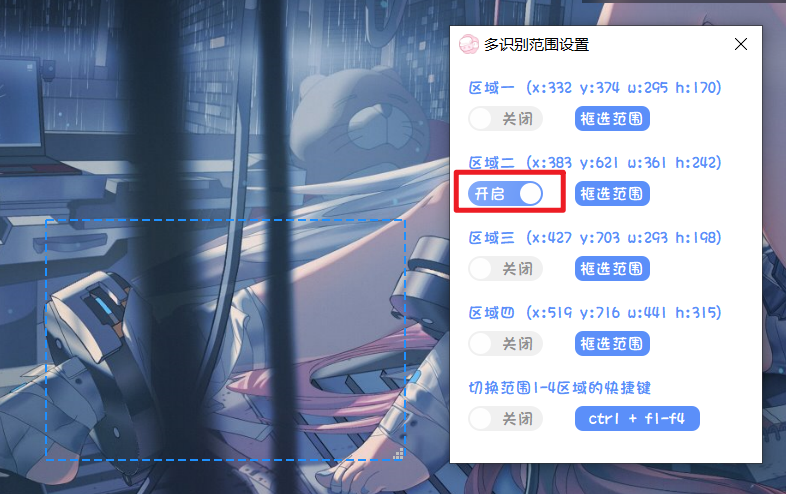 多识别范围设置
区域一 (x:332 y:374 w:295 h:170)
关闭 框选范围
区域二 (x:383 y:621 w:361 h:242)
开启 框选范围
区域三 (x:427 y:703 w:293 h:198)
关闭 框选范围
区域四 (x:519 y:716 w:441 h:315)
关闭 框选范围
切换范围1-4区域的快捷键
关闭 ctrl + f1-f4